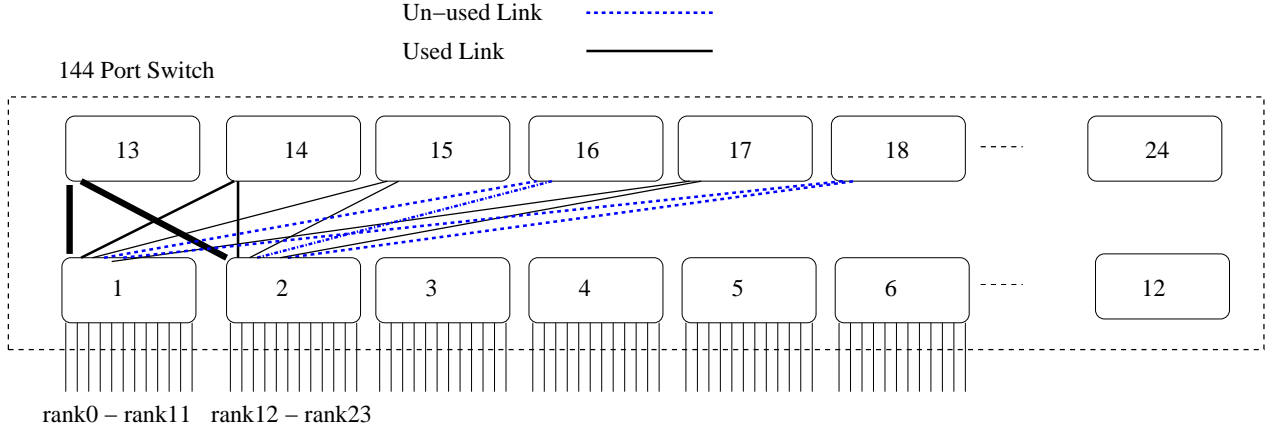 Un−used Link
Used Link
144 Port Switch
13 14 15 16 17 18 24
1 2 3 4 5 6 12
rank0 − rank11 rank12 − rank23